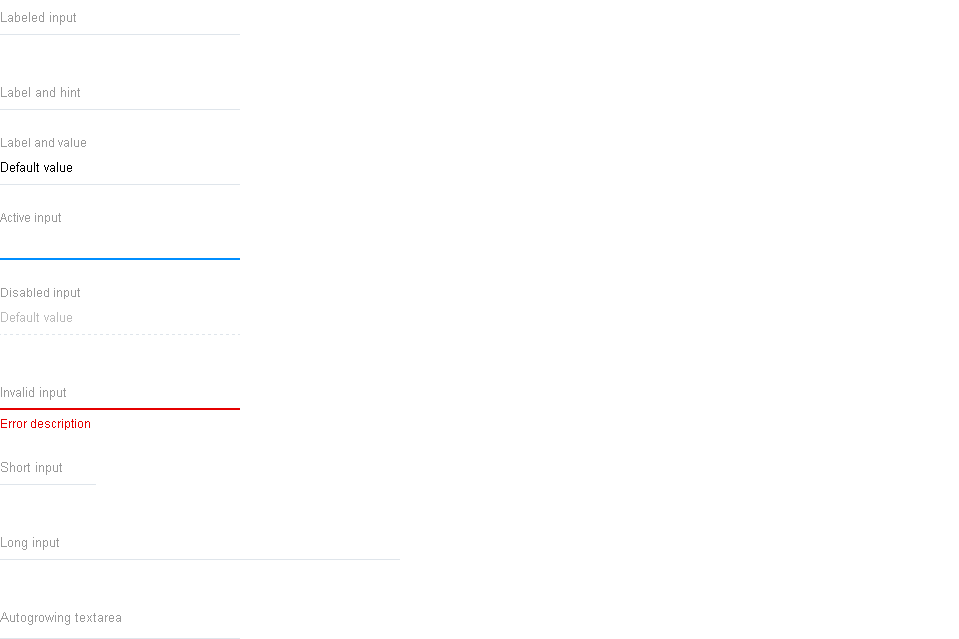 Labeled input
Label and hint
Label and value
Default value
Active input
Disabled input
Default value
Invalid input
Error description
Short input
Long input
Autogrowing textarea